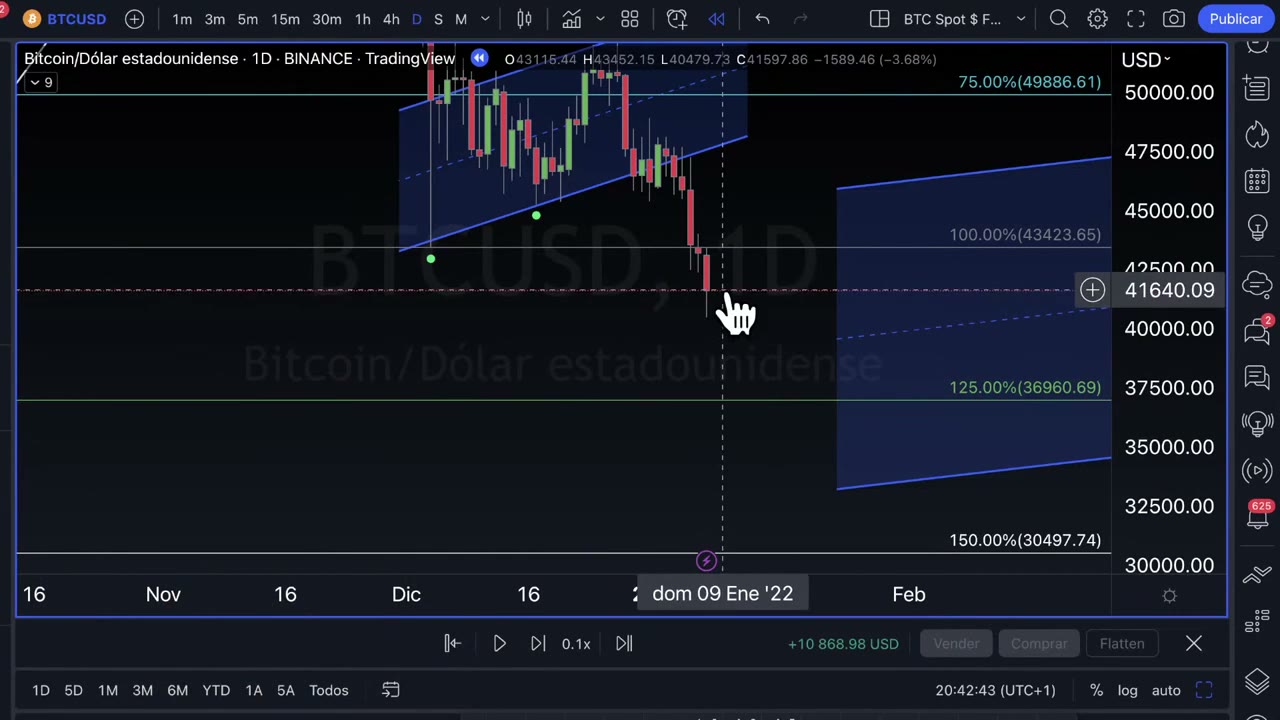 2
BTCUSD
1m 3m 5m 15m 30m 1h 4h D S M
BTC Spot $ F...
Publicar
Bitcoin/Dólar estadounidense · 1D · BINANCE · TradingView
O43115.44 H43452.15 L40479.73 C41597.86 −1589.46 (−3.68%)
USD
9
75.00%(49886.61)
50000.00
47500.00
45000.00
BTCUSD, 1D
100.00%(43423.65)
42500.00
41640.09
40000.00
2
Bitcoin/Dólar estadounidense
125.00%(36960.69)
37500.00
35000.00
32500.00
625
150.00%(30497.74)
30000.00
16 Nov 16 Dic 16 dom 09 Ene '22 Feb
0.1x
+10 868.98 USD
Vender
Comprar
Flatten
1D 5D 1M 3M 6M YTD 1A 5A Todos
20:42:43 (UTC+1)
% log auto